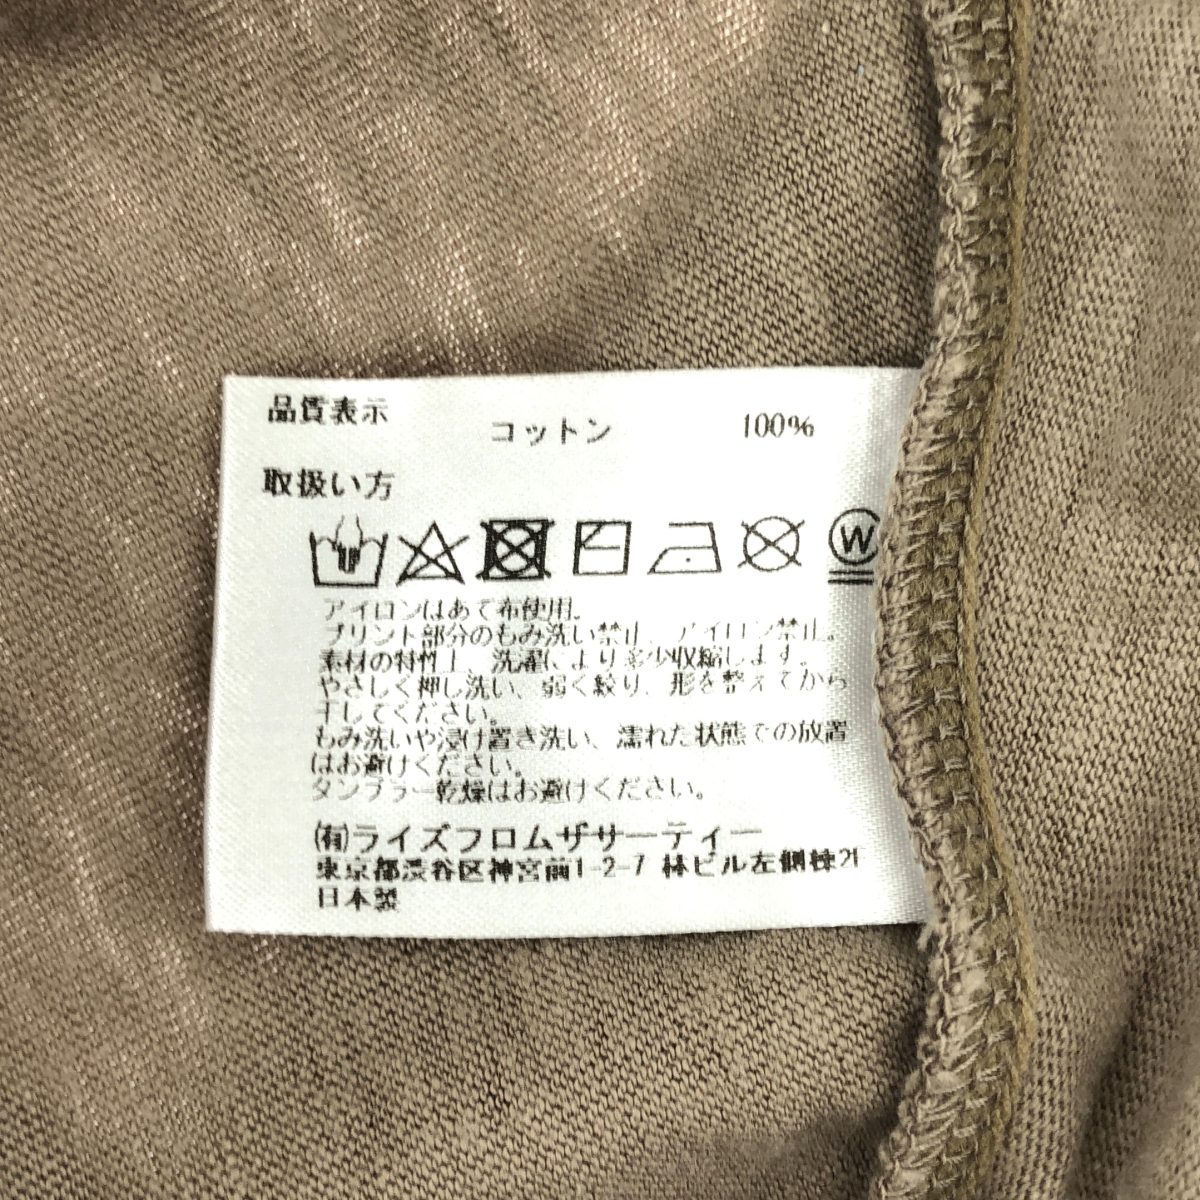 品質表示
コットン 100%
取扱い方
W
アイロンはあて布使用。
プリント部分のもみ洗い禁止、アイロン禁止。
素材の特性上、洗濯により多少収縮します。
やさしく押し洗い、弱く絞り、形を整えてから
干してください。
もみ洗いや浸け置き洗い、濡れた状態での放置
はお避けください。
タンブラー乾燥はお避けください。
(有)ライズフロムザサーティー
東京都渋谷区神宮前1-2-7 林ビル左側棟2F
日本製